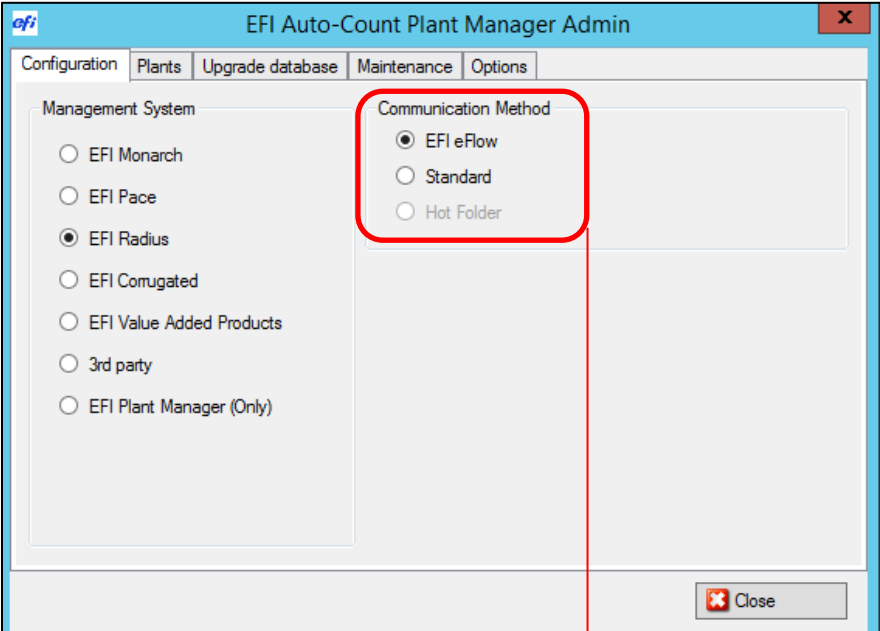 efi EFI Auto-Count Plant Manager Admin x
Configuration Plants Upgrade database Maintenance Options
Management System
EFI Monarch
EFI Pace
EFI Radius
EFI Corrugated
EFI Value Added Products
3rd party
EFI Plant Manager (Only)
Communication Method
EFI eFlow
Standard
Hot Folder
Close